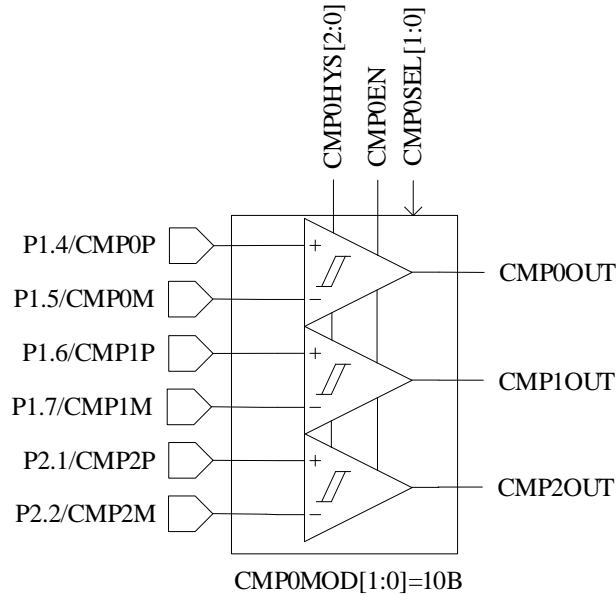 CMP0HYS[2:0]
CMP0EN
CMP0SEL[1:0]
P1.4/CMP0P
+
CMP0OUT
P1.5/CMP0M
−
P1.6/CMP1P
+
CMP1OUT
P1.7/CMP1M
−
P2.1/CMP2P
+
CMP2OUT
P2.2/CMP2M
−
CMP0MOD[1:0]=10B